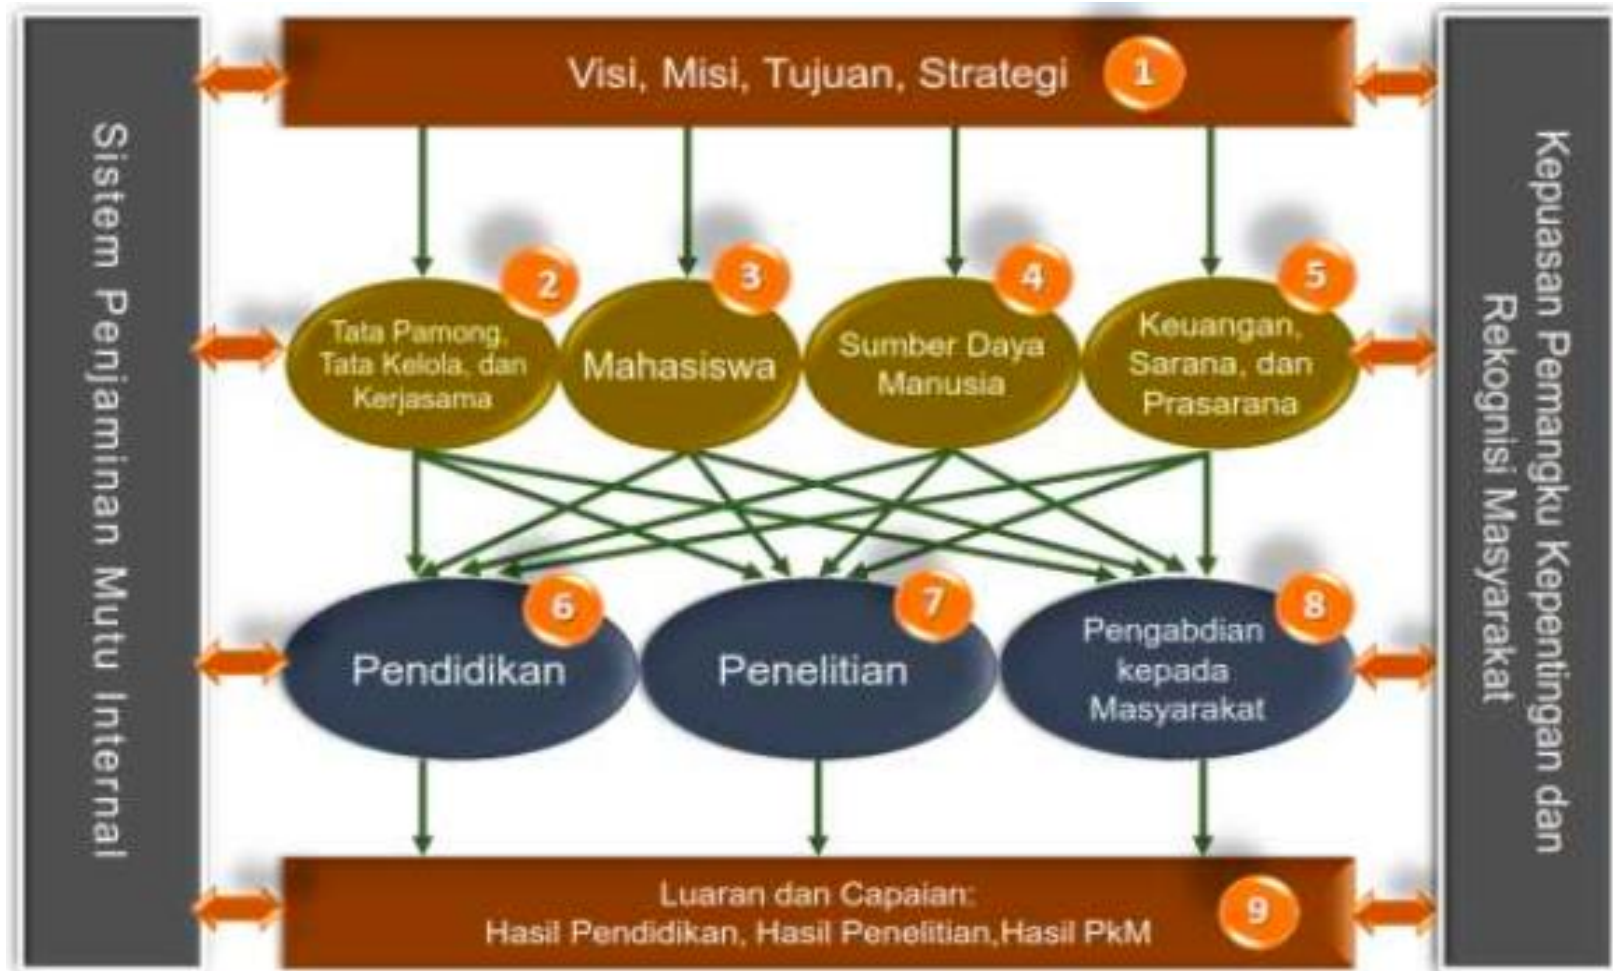 Sistem Penjaminan Mutu Internal
Visi, Misi, Tujuan, Strategi
1
2
Tata Pamong,
Tata Kelola, dan
Kerjasama
3
Mahasiswa
4
Sumber Daya
Manusia
5
Keuangan,
Sarana, dan
Prasarana
6
Pendidikan
7
Penelitian
8
Pengabdian
kepada
Masyarakat
Luaran dan Capaian:
Hasil Pendidikan, Hasil Penelitian,Hasil PkM
9
Kepuasan Pemangku Kepentingan dan
Rekognisi Masyarakat